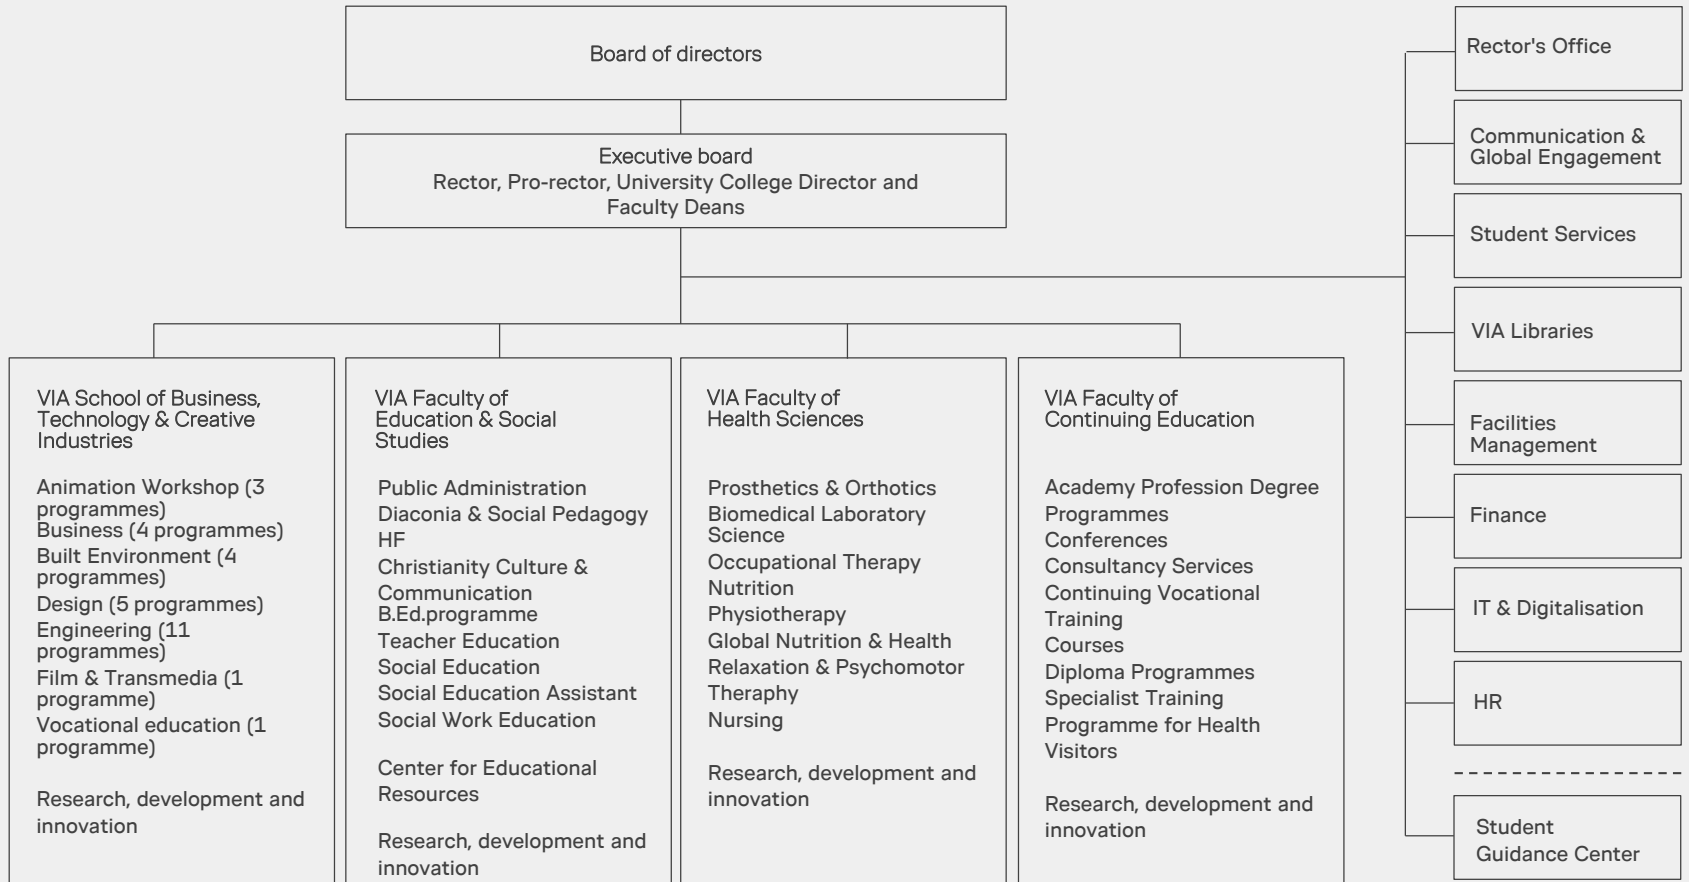 Board of directors
Executive board
Rector, Pro-rector, University College Director and
Faculty Deans
VIA School of Business,
Technology & Creative
Industries
Animation Workshop (3
programmes)
Business (4 programmes)
Built Environment (4
programmes)
Design (5 programmes)
Engineering (11
programmes)
Film & Transmedia (1
programme)
Vocational education (1
programme)
Research, development and
innovation
VIA Faculty of
Education & Social
Studies
Public Administration
Diaconia & Social Pedagogy
HF
Christianity Culture &
Communication
B.Ed.programme
Teacher Education
Social Education
Social Education Assistant
Social Work Education
Center for Educational
Resources
Research, development and
innovation
VIA Faculty of
Health Sciences
Prosthetics & Orthotics
Biomedical Laboratory
Science
Occupational Therapy
Nutrition
Physiotherapy
Global Nutrition & Health
Relaxation & Psychomotor
Theraphy
Nursing
Research, development and
innovation
VIA Faculty of
Continuing Education
Academy Profession Degree
Programmes
Conferences
Consultancy Services
Continuing Vocational
Training
Courses
Diploma Programmes
Specialist Training
Programme for Health
Visitors
Research, development and
innovation
Rector's Office
Communication &
Global Engagement
Student Services
VIA Libraries
Facilities
Management
Finance
IT & Digitalisation
HR
Student
Guidance Center